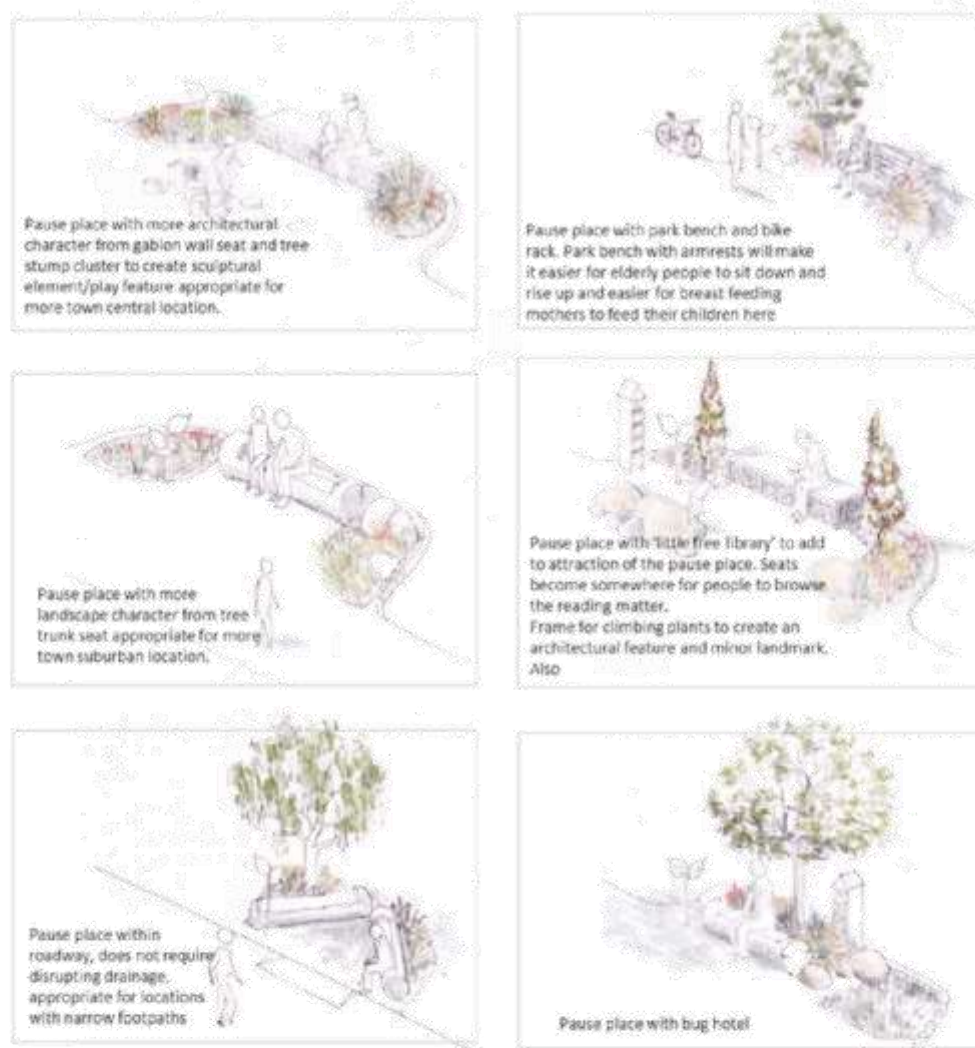 Pause place with more architectural
character from gabion wall seat and tree
stump cluster to create sculptural
element/play feature appropriate for
more town central location.
Pause place with park bench and bike
rack. Park bench with armrests will make
it easier for elderly people to sit down and
rise up and easier for breast feeding
mothers to feed their children here
Pause place with more
landscape character from tree
trunk seat appropriate for more
town suburban location.
Pause place with 'little free library' to add
to attraction of the pause place. Seats
become somewhere for people to browse
the reading matter.
Frame for climbing plants to create an
architectural feature and minor landmark.
Also
Pause place within
roadway, does not require
disrupting drainage,
appropriate for locations
with narrow footpaths
Pause place with bug hotel